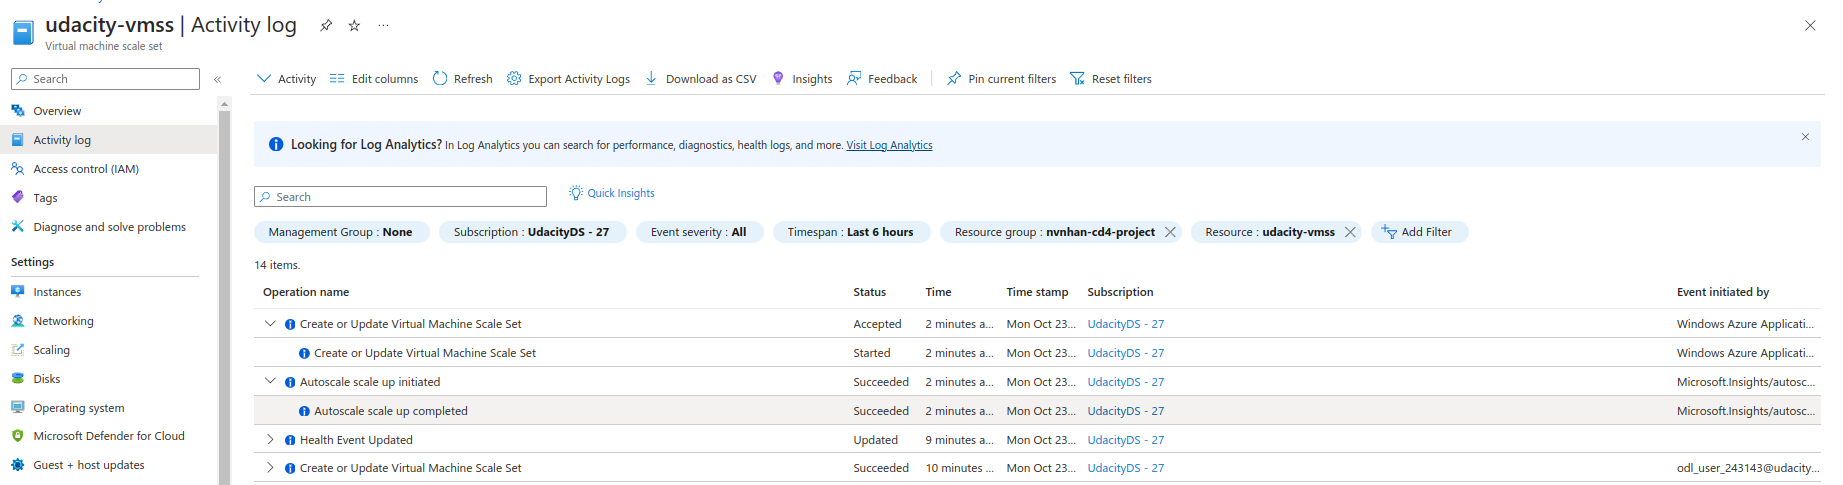 udacity-vmss | Activity log
Virtual machine scale set
Search
Overview
Activity log
Access control (IAM)
Tags
Diagnose and solve problems
Settings
Instances
Networking
Scaling
Disks
Operating system
Microsoft Defender for Cloud
Guest + host updates
Activity Edit columns Refresh Export Activity Logs Download as CSV Insights Feedback Pin current filters Reset filters
Looking for Log Analytics? In Log Analytics you can search for performance, diagnostics, health logs, and more. Visit Log Analytics
Search Quick Insights
Management Group : None Subscription : UdacityDS - 27 Event severity : All Timespan : Last 6 hours Resource group : nvnhan-cd4-project Resource : udacity-vmss Add Filter
14 items.
Operation name Status Time Time stamp Subscription Event initiated by
Create or Update Virtual Machine Scale Set Accepted 2 minutes a... Mon Oct 23... UdacityDS - 27 Windows Azure Applicati...
Create or Update Virtual Machine Scale Set Started 2 minutes a... Mon Oct 23... UdacityDS - 27 Windows Azure Applicati...
Autoscale scale up initiated Succeeded 2 minutes a... Mon Oct 23... UdacityDS - 27 Microsoft.Insights/autosc...
Autoscale scale up completed Succeeded 2 minutes a... Mon Oct 23... UdacityDS - 27 Microsoft.Insights/autosc...
Health Event Updated Updated 9 minutes a... Mon Oct 23... UdacityDS - 27
Create or Update Virtual Machine Scale Set Succeeded 10 minutes ... Mon Oct 23... UdacityDS - 27 odl_user_243143@udacity...